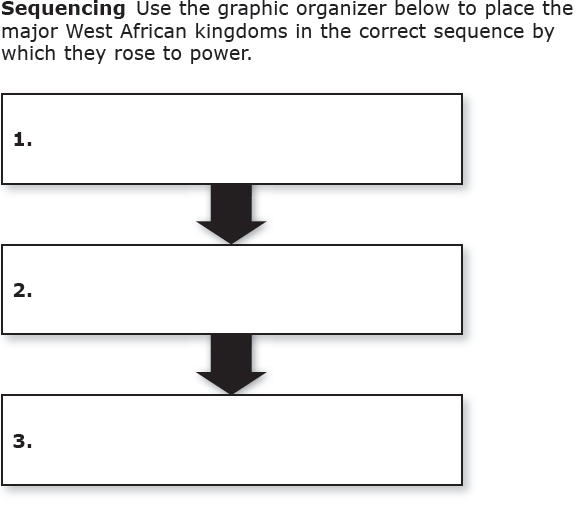 Sequencing Use the graphic organizer below to place the
major West African kingdoms in the correct sequence by
which they rose to power.
1.
2.
3.